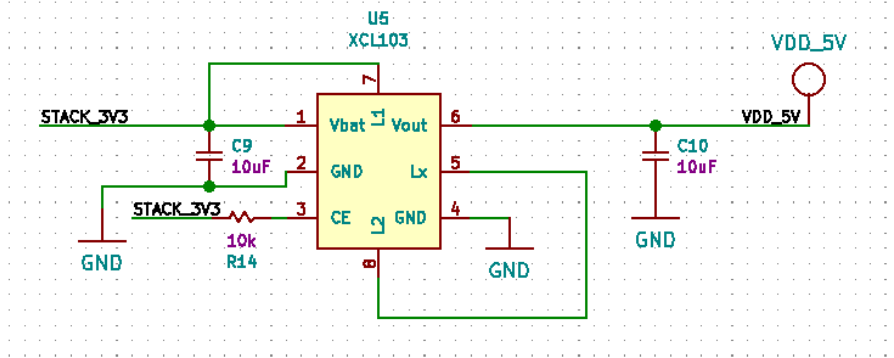 U5
XCL103
VDD_5V
7
STACK_3V3
1
Vbat
L1
Vout
6
VDD_5V
C9
10uF
2
GND
Lx
5
C10
10uF
STACK_3V3
3
CE
L2
GND
4
10k
R14
GND
8
GND
GND